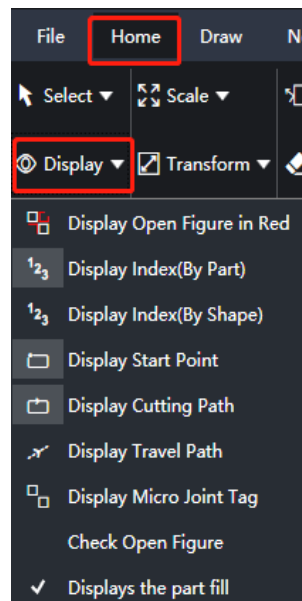 File Home Draw N
Select ▼ Scale ▼
Display ▼ Transform ▼
Display Open Figure in Red
Display Index(By Part)
Display Index(By Shape)
Display Start Point
Display Cutting Path
Display Travel Path
Display Micro Joint Tag
Check Open Figure
✓ Displays the part fill